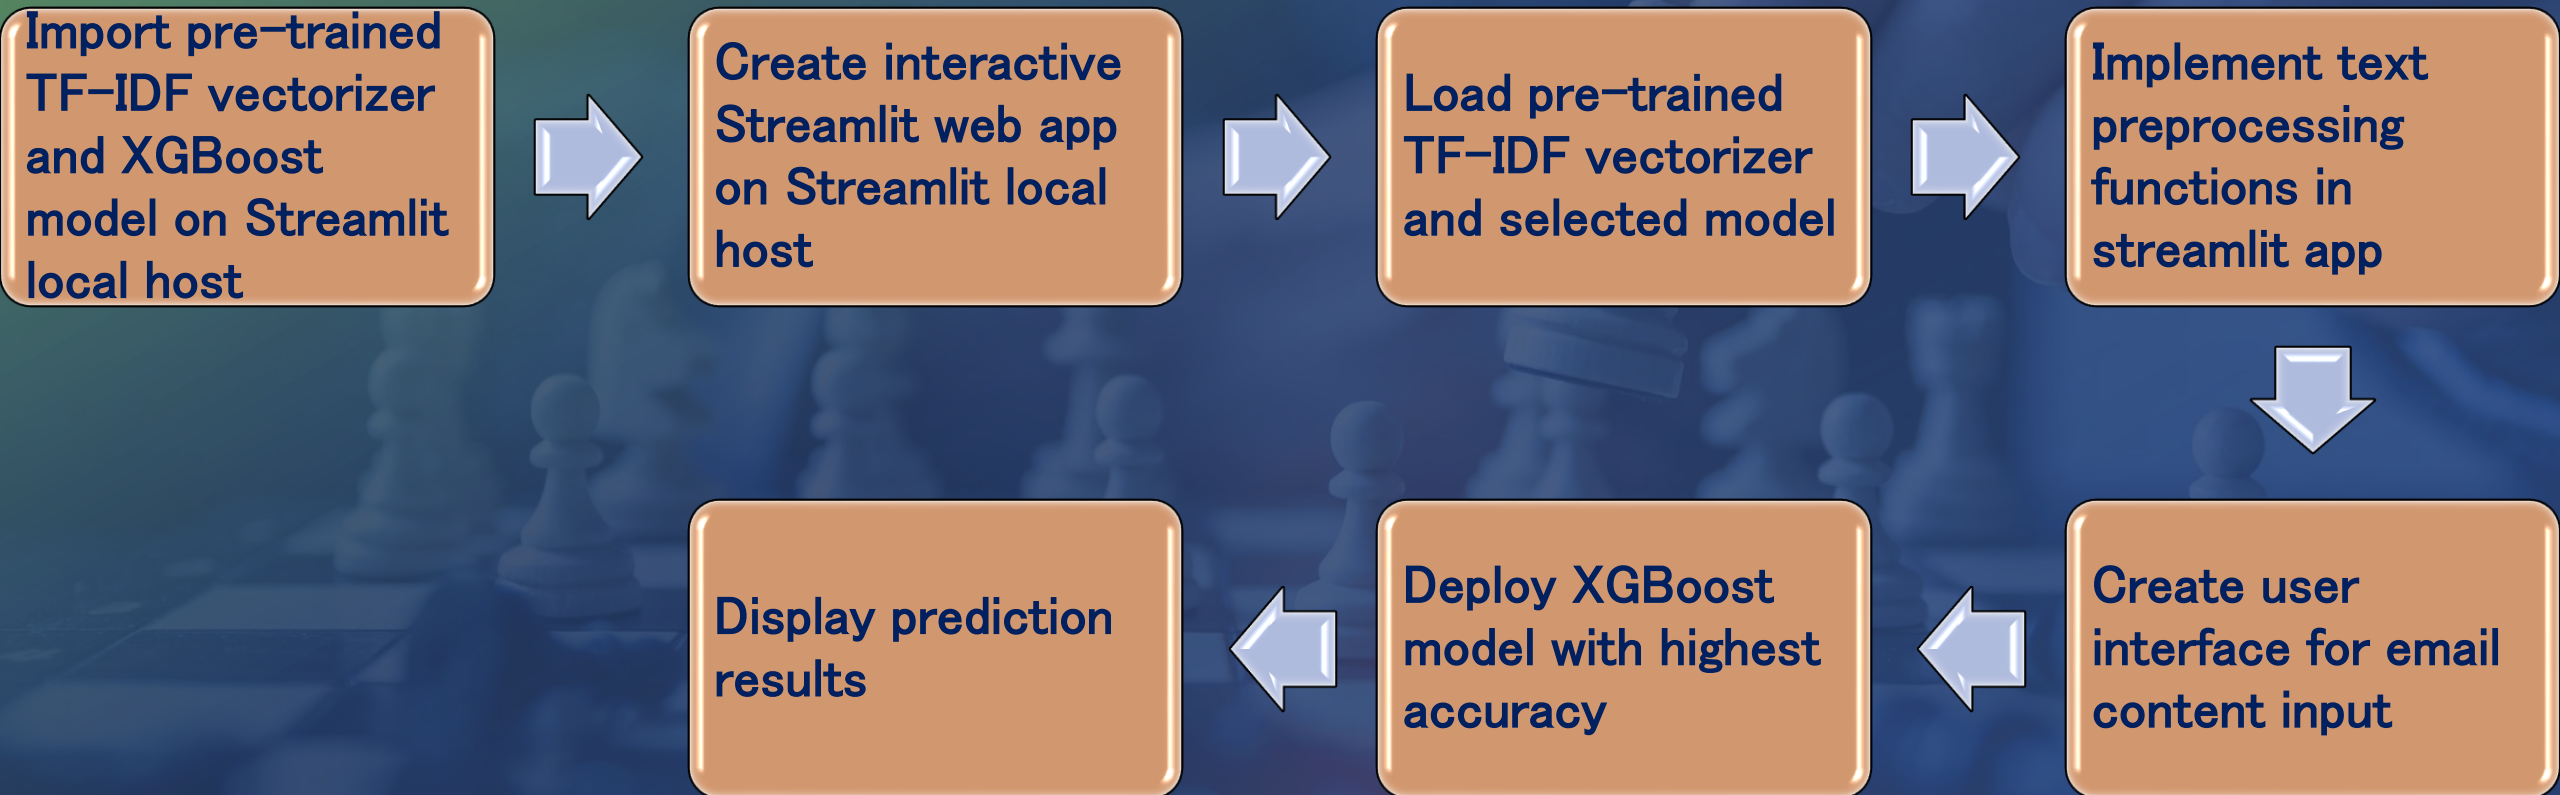 Import pre-trained
TF-IDF vectorizer
and XGBoost
model on Streamlit
local host
Create interactive
Streamlit web app
on Streamlit local
host
Load pre-trained
TF-IDF vectorizer
and selected model
Implement text
preprocessing
functions in
streamlit app
Create user
interface for email
content input
Deploy XGBoost
model with highest
accuracy
Display prediction
results